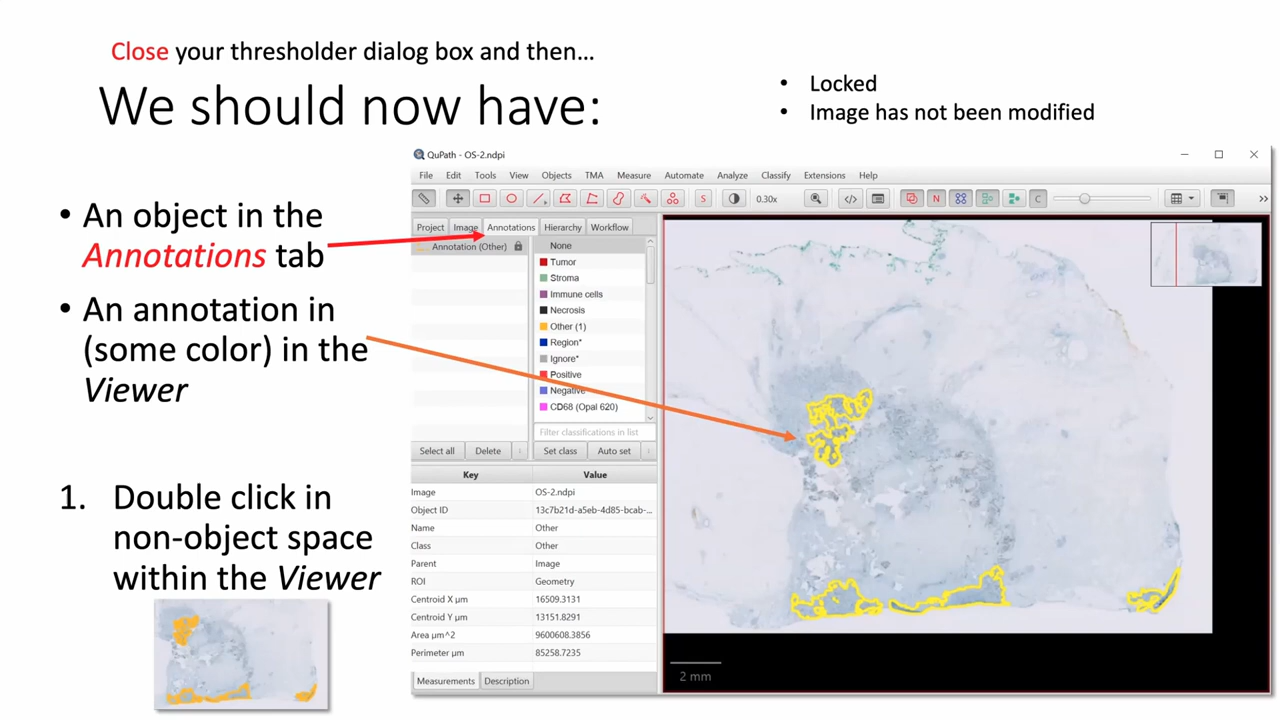 Close your thresholder dialog box and then…
We should now have:
• Locked
• Image has not been modified
• An object in the
Annotations tab
• An annotation in
(some color) in the
Viewer
1. Double click in
non-object space
within the Viewer
QuPath - OS-2.ndpi
File Edit Tools View Objects TMA Measure Automate Analyze Classify Extensions Help
S 0.30x N C
Project Image Annotations Hierarchy Workflow
Annotation (Other)
None
Tumor
Stroma
Immune cells
Necrosis
Other (1)
Region*
Ignore*
Positive
Negative
CD68 (Opal 620)
Filter classifications in list
Select all Delete Set class Auto set
Key Value
Image OS-2.ndpi
Object ID 13c7b21d-a5eb-4d85-bcab-...
Name Other
Class Other
Parent Image
ROI Geometry
Centroid X µm 16509.3131
Centroid Y µm 13151.8291
Area µm^2 9600608.3856
Perimeter µm 85258.7235
Measurements Description
2 mm